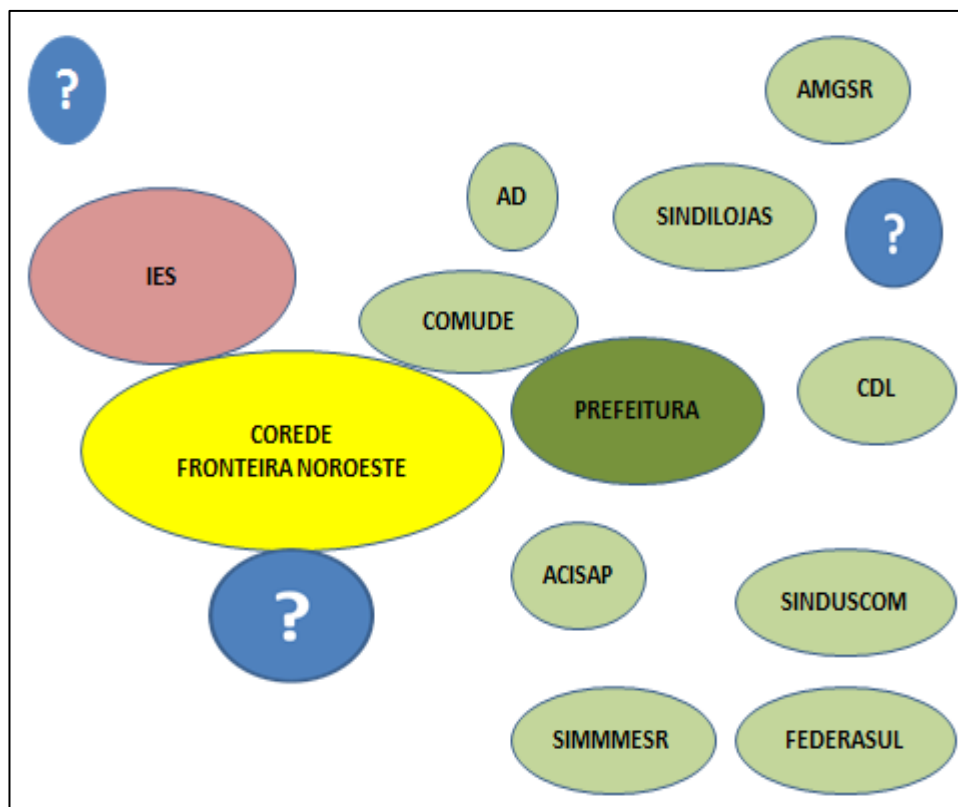 ?
AMGSR
AD
SINDILOJAS
?
IES
COMUDE
CDL
PREFEITURA
COREDE
FRONTEIRA NOROESTE
ACISAP
SINDUSCOM
?
SIMMMESR
FEDERASUL